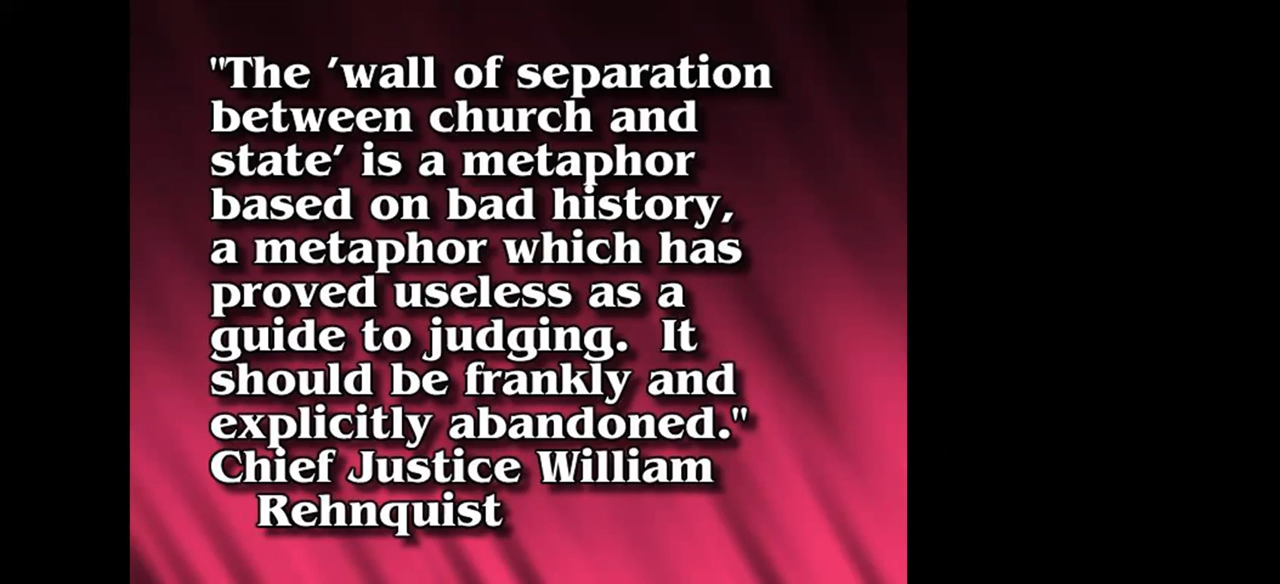 "The ’wall of separation
between church and
state’ is a metaphor
based on bad history,
a metaphor which has
proved useless as a
guide to judging.  It
should be frankly and
explicitly abandoned."
Chief Justice William
Rehnquist